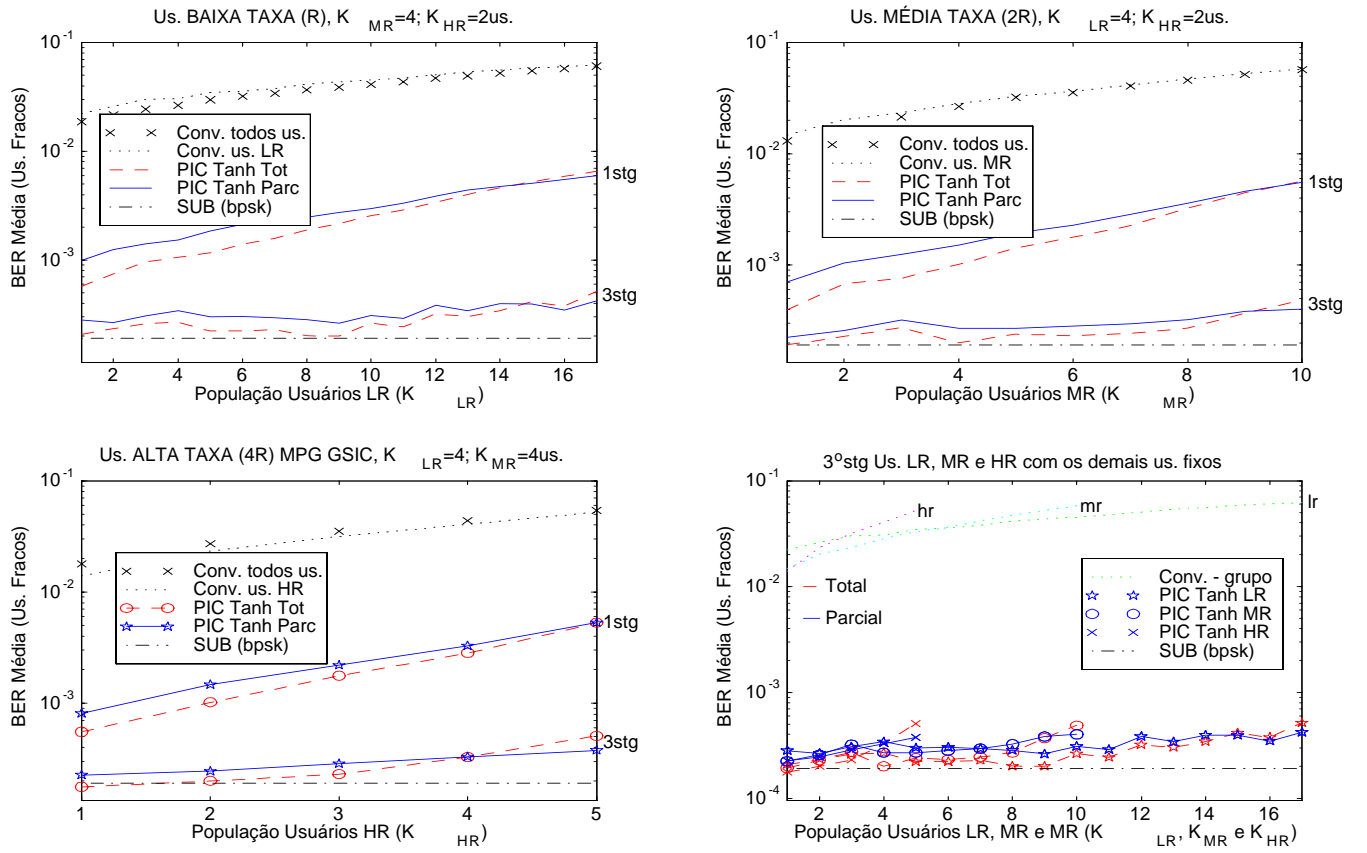 Us. BAIXA TAXA (R), K MR=4; K HR=2us.
10-1
10-2
10-3
BER Média (Us. Fracos)
Conv. todos us.
Conv. us. LR
PIC Tanh Tot
PIC Tanh Parc
SUB (bpsk)
1stg
3stg
2 4 6 8 10 12 14 16
População Usuários LR (K LR)
Us. MÉDIA TAXA (2R), K LR=4; K HR=2us.
10-1
10-2
10-3
BER Média (Us. Fracos)
Conv. todos us.
Conv. us. MR
PIC Tanh Tot
PIC Tanh Parc
SUB (bpsk)
1stg
3stg
2 4 6 8 10
População Usuários MR (K MR)
Us. ALTA TAXA (4R) MPG GSIC, K LR=4; K MR=4us.
10-1
10-2
10-3
BER Média (Us. Fracos)
Conv. todos us.
Conv. us. HR
PIC Tanh Tot
PIC Tanh Parc
SUB (bpsk)
1stg
3stg
1 2 3 4 5
População Usuários HR (K HR)
3ºstg Us. LR, MR e HR com os demais us. fixos
10-1
10-2
10-3
10-4
BER Média (Us. Fracos)
hr
mr
lr
Total
Parcial
Conv. - grupo
PIC Tanh LR
PIC Tanh MR
PIC Tanh HR
SUB (bpsk)
2 4 6 8 10 12 14 16
População Usuários LR, MR e MR (K LR, K MR e K HR)